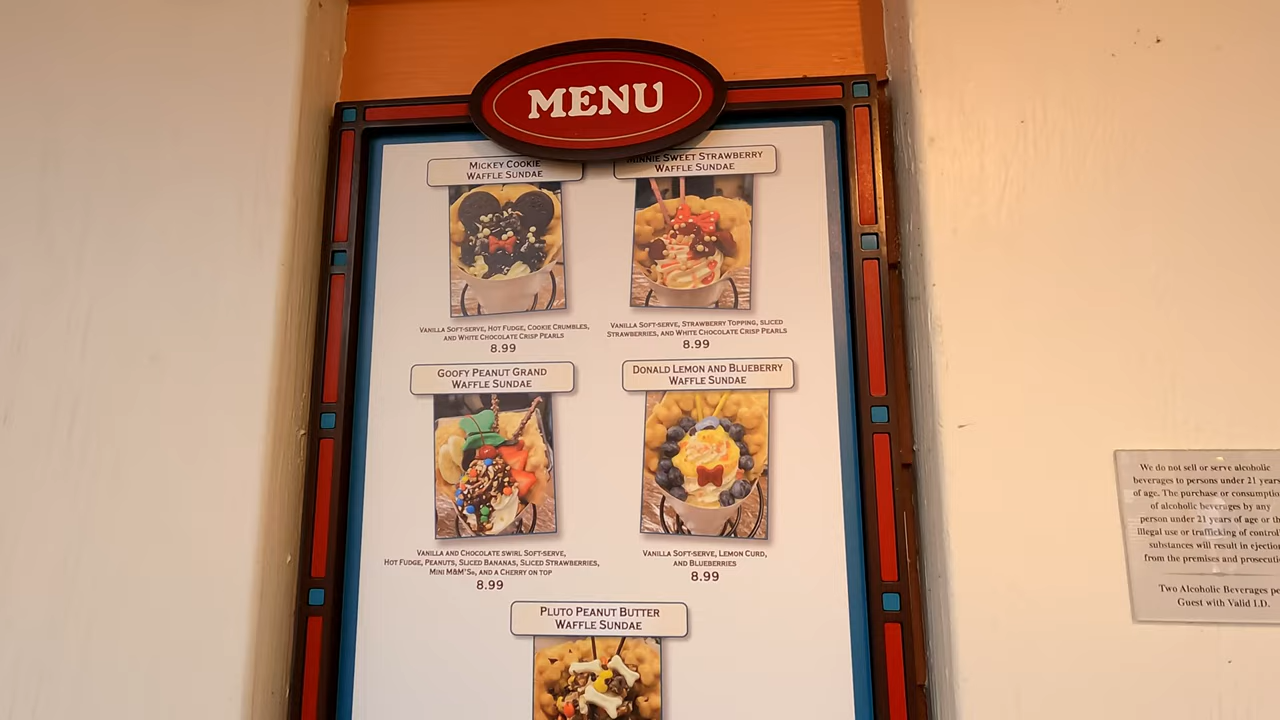 MENU
MICKEY COOKIE
WAFFLE SUNDAE
MINNIE SWEET STRAWBERRY
WAFFLE SUNDAE
VANILLA SOFT-SERVE, HOT FUDGE, COOKIE CRUMBLES,
AND WHITE CHOCOLATE CRISP PEARLS
8.99
VANILLA SOFT-SERVE, STRAWBERRY TOPPING, SLICED
STRAWBERRIES, AND WHITE CHOCOLATE CRISP PEARLS
8.99
GOOFY PEANUT GRAND
WAFFLE SUNDAE
DONALD LEMON AND BLUEBERRY
WAFFLE SUNDAE
VANILLA AND CHOCOLATE SWIRL SOFT-SERVE,
HOT FUDGE, PEANUTS, SLICED BANANAS, SLICED STRAWBERRIES,
MINI M&M'S®, AND A CHERRY ON TOP
8.99
VANILLA SOFT-SERVE, LEMON CURD,
AND BLUEBERRIES
8.99
PLUTO PEANUT BUTTER
WAFFLE SUNDAE
We do not sell or serve alcoholic
beverages to persons under 21 years
of age. The purchase or consumptio
of alcoholic beverages by any
person under 21 years of age or th
illegal use or trafficking of control
substances will result in ejection
from the premises and prosecuti
Two Alcoholic Beverages pe
Guest with Valid I.D.